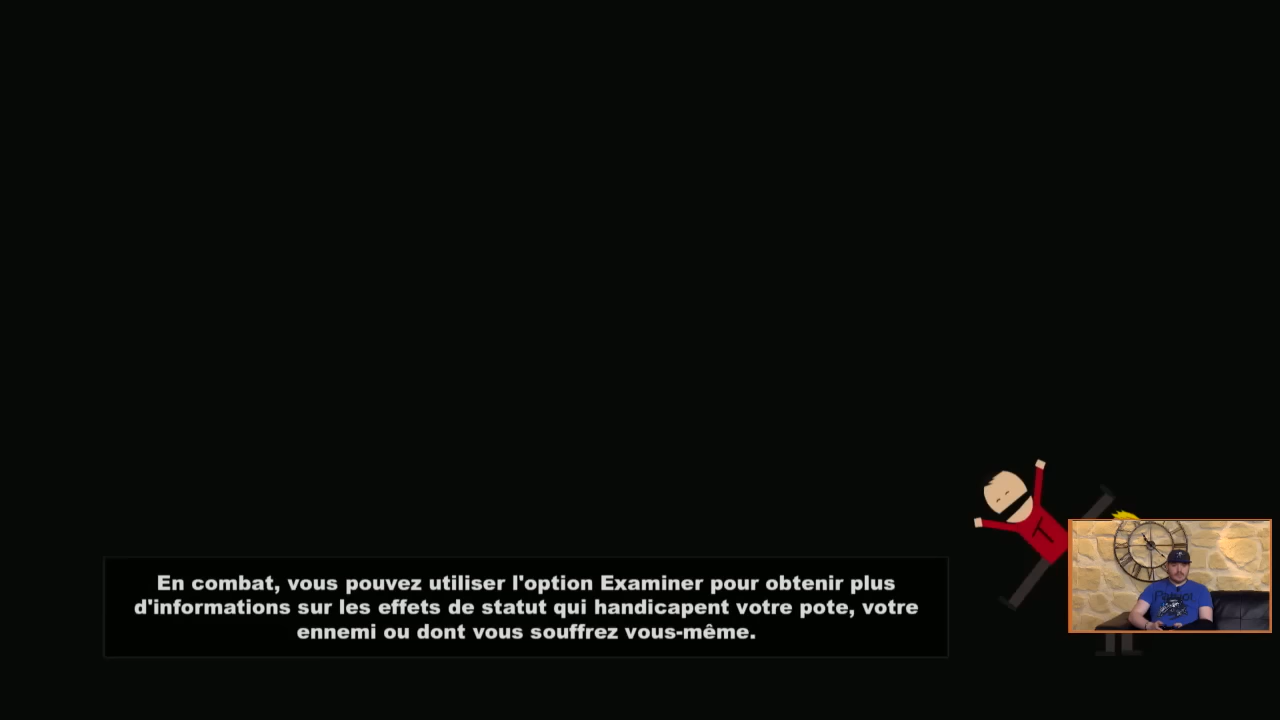 En combat, vous pouvez utiliser l'option Examiner pour obtenir plus
d'informations sur les effets de statut qui handicapent votre pote, votre
ennemi ou dont vous souffrez vous-même.